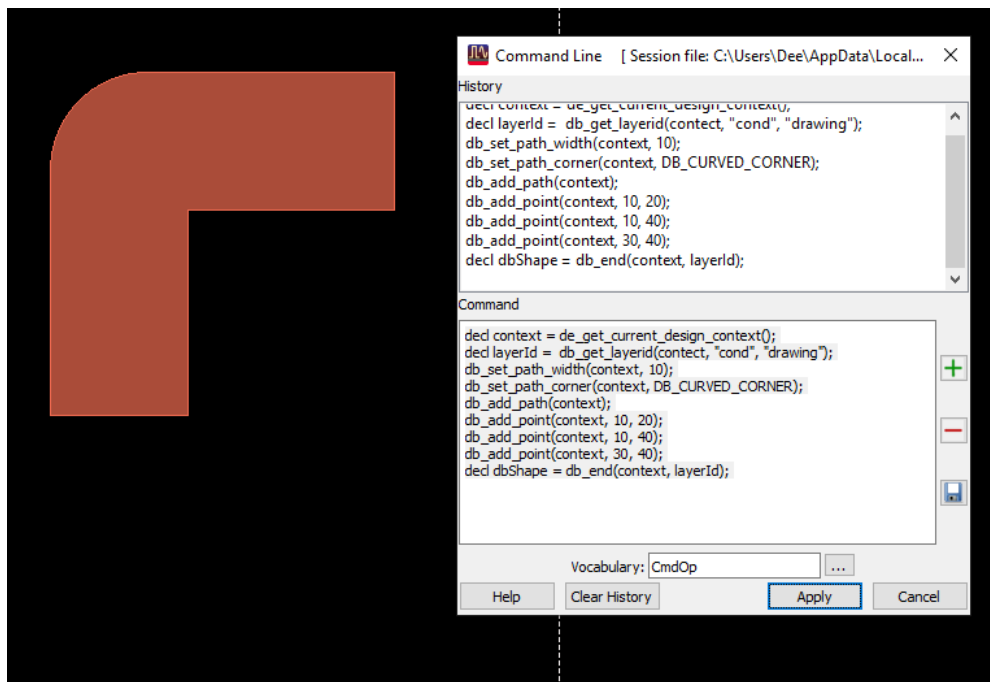 Command Line [ Session file: C:\Users\Dee\AppData\Local...
History
decl context = de_get_current_design_context();
decl layerId = db_get_layerid(contect, "cond", "drawing");
db_set_path_width(context, 10);
db_set_path_corner(context, DB_CURVED_CORNER);
db_add_path(context);
db_add_point(context, 10, 20);
db_add_point(context, 10, 40);
db_add_point(context, 30, 40);
decl dbShape = db_end(context, layerId);
Command
decl context = de_get_current_design_context();
decl layerId = db_get_layerid(contect, "cond", "drawing");
db_set_path_width(context, 10);
db_set_path_corner(context, DB_CURVED_CORNER);
db_add_path(context);
db_add_point(context, 10, 20);
db_add_point(context, 10, 40);
db_add_point(context, 30, 40);
decl dbShape = db_end(context, layerId);
Vocabulary: CmdOp ...
Help Clear History Apply Cancel